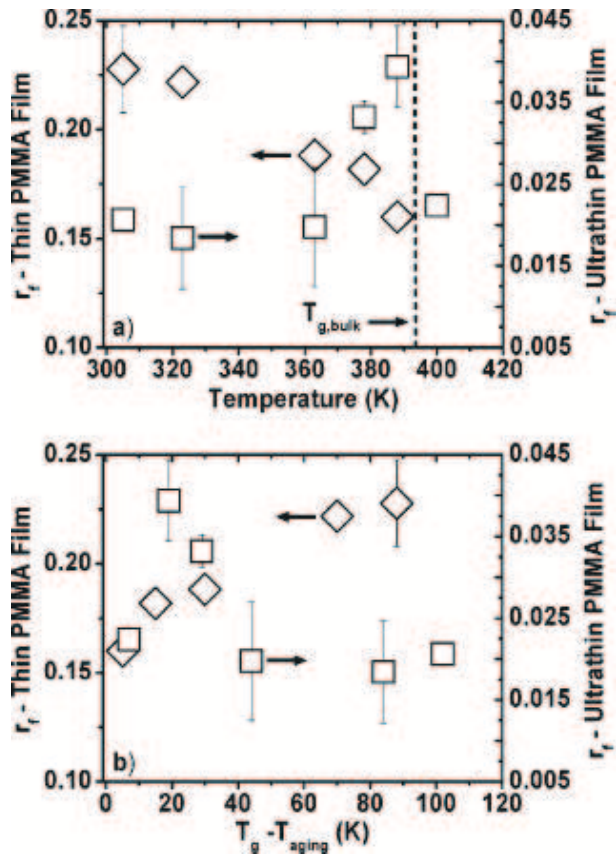 0.25
0.20
0.15
0.10
r_f - Thin PMMA Film
0.045
0.035
0.025
0.015
0.005
r_f - Ultrathin PMMA Film
T_g,bulk
a)
300 320 340 360 380 400 420
Temperature (K)
0.25
0.20
0.15
0.10
r_f - Thin PMMA Film
0.045
0.035
0.025
0.015
0.005
r_f - Ultrathin PMMA Film
b)
0 20 40 60 80 100 120
T_g -T_aging (K)